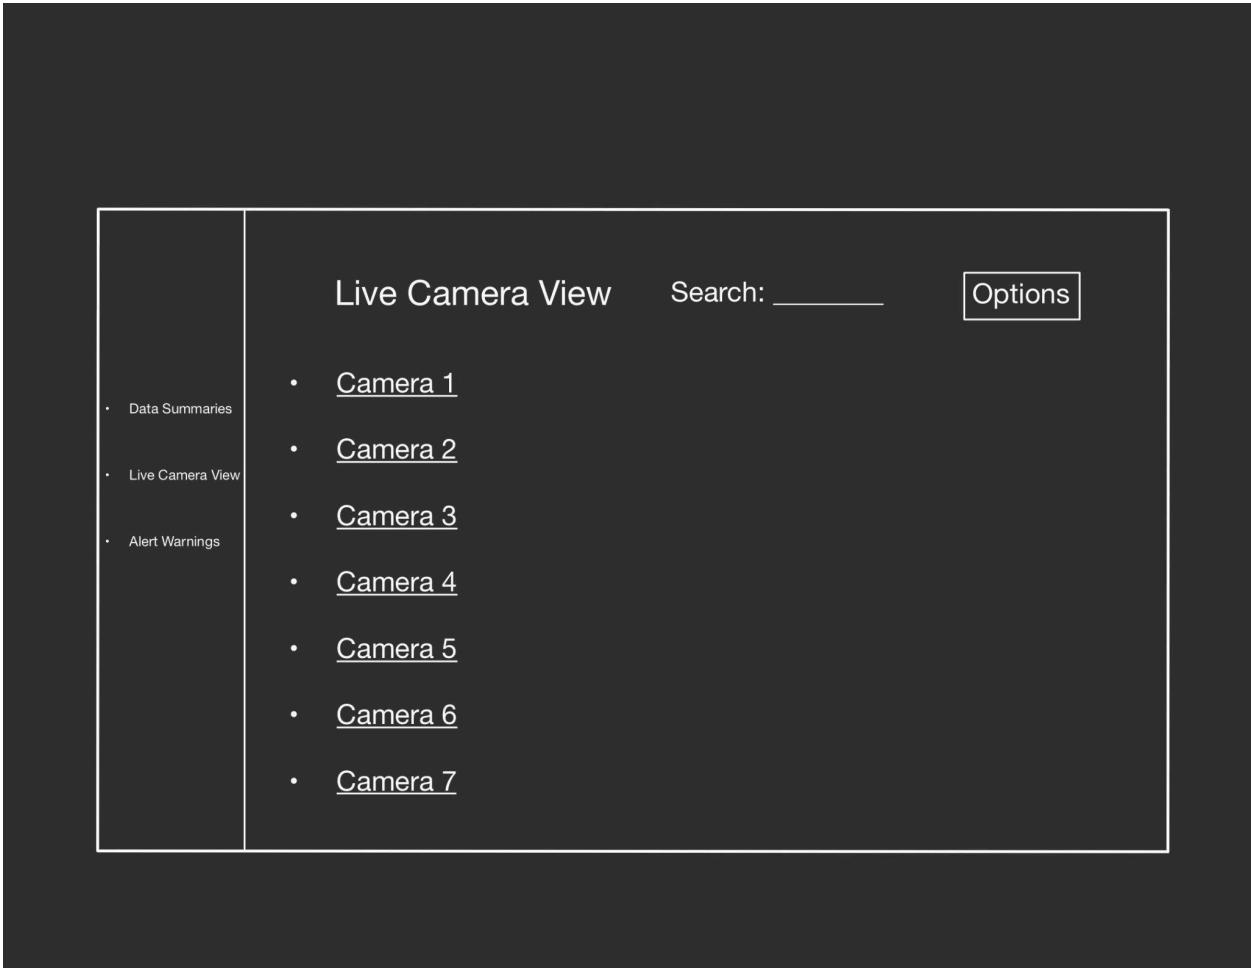 Live Camera View Search: ________ Options
• Data Summaries
• Live Camera View
• Alert Warnings
• Camera 1
• Camera 2
• Camera 3
• Camera 4
• Camera 5
• Camera 6
• Camera 7